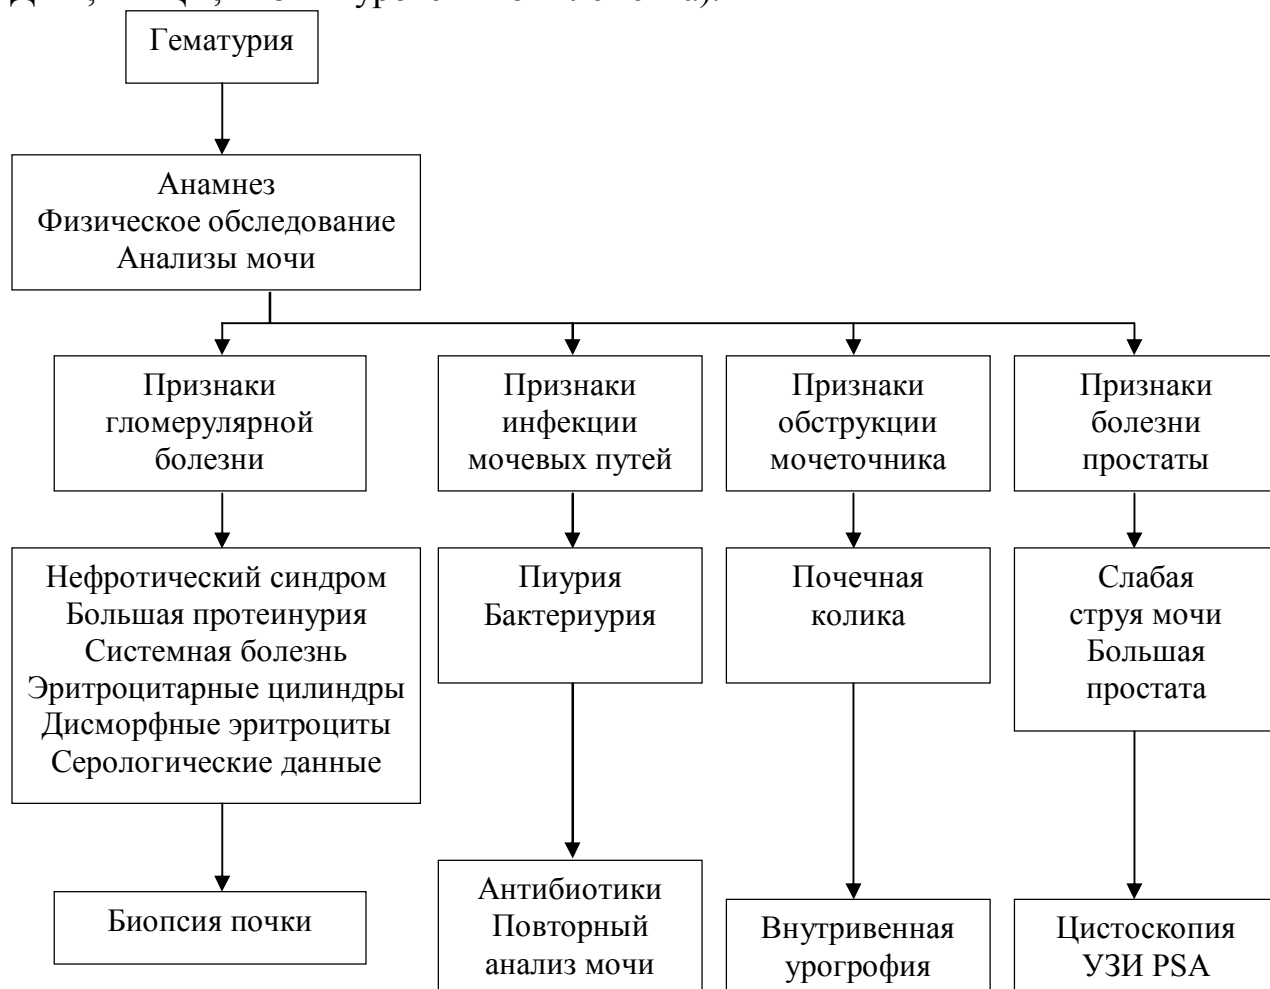 Гематурия
Анамнез
Физическое обследование
Анализы мочи
Признаки
гломерулярной
болезни
Признаки
инфекции
мочевых путей
Признаки
обструкции
мочеточника
Признаки
болезни
простаты
Нефротический синдром
Большая протеинурия
Системная болезнь
Эритроцитарные цилиндры
Дисморфные эритроциты
Серологические данные
Пиурия
Бактериурия
Почечная
колика
Слабая
струя мочи
Большая
простата
Биопсия почки
Антибиотики
Повторный
анализ мочи
Внутривенная
урогрофия
Цистоскопия
УЗИ PSA